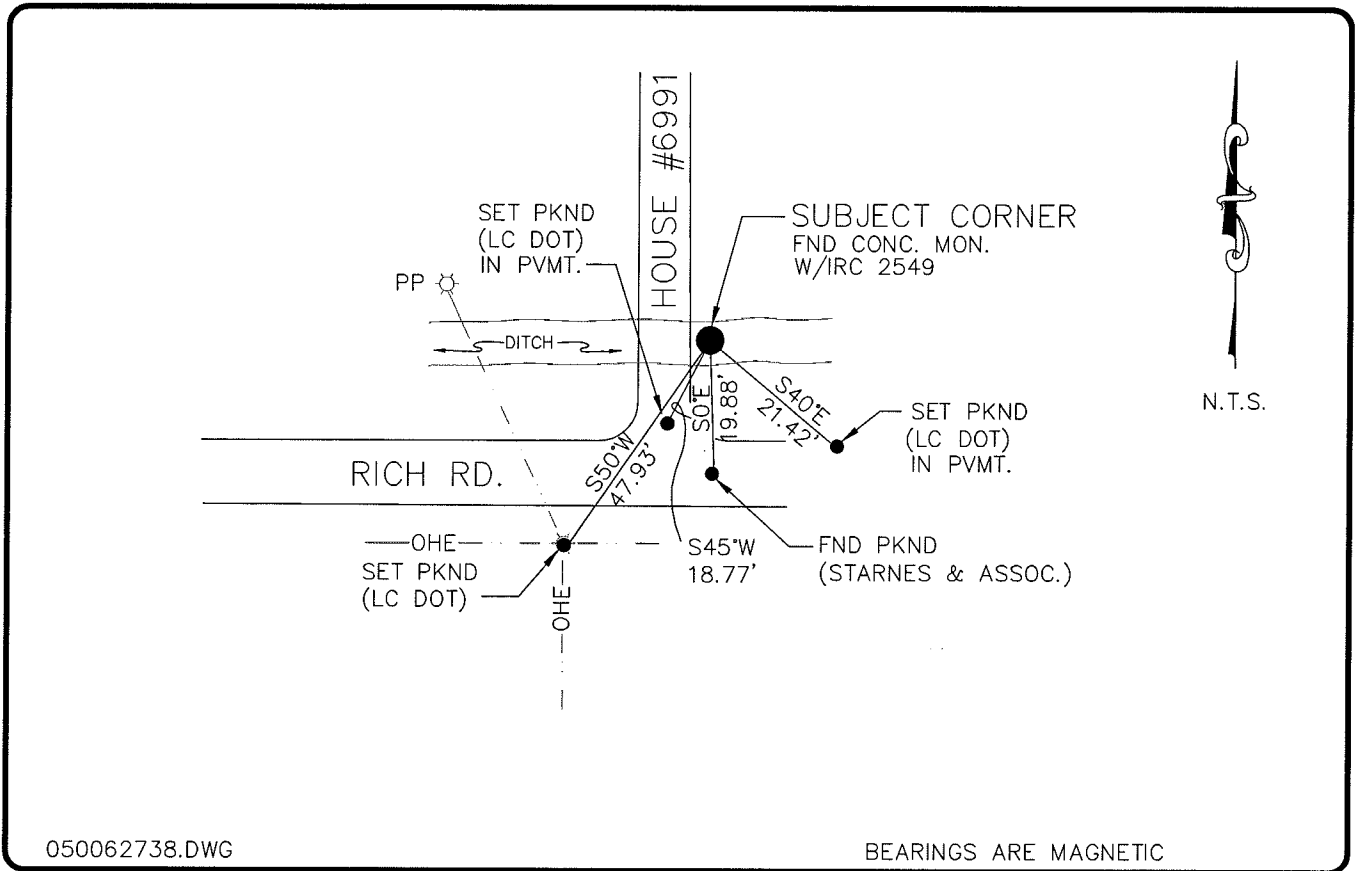 HOUSE #6991
SET PKND
(LC DOT)
IN PVMT.
SUBJECT CORNER
FND CONC. MON.
W/IRC 2549
PP
DITCH
N.T.S.
S0°E
19.88'
S40°E
21.42'
SET PKND
(LC DOT)
IN PVMT.
RICH RD.
S50°W
47.93'
S45°W
18.77'
FND PKND
(STARNES & ASSOC.)
OHE
SET PKND
(LC DOT)
OHE
050062738.DWG
BEARINGS ARE MAGNETIC